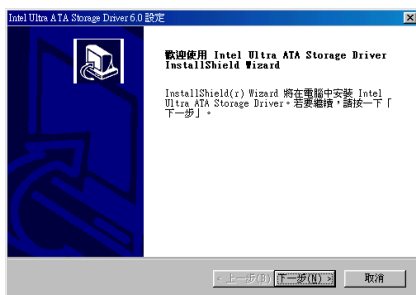 Intel Ultra ATA Storage Driver 6.0 設定
歡迎使用 Intel Ultra ATA Storage Driver
InstallShield Wizard
InstallShield(r) Wizard 將在電腦中安裝 Intel
Ultra ATA Storage Driver。若要繼續，請按一下「
下一步」。
< 上一步(B) 下一步(N) > 取消